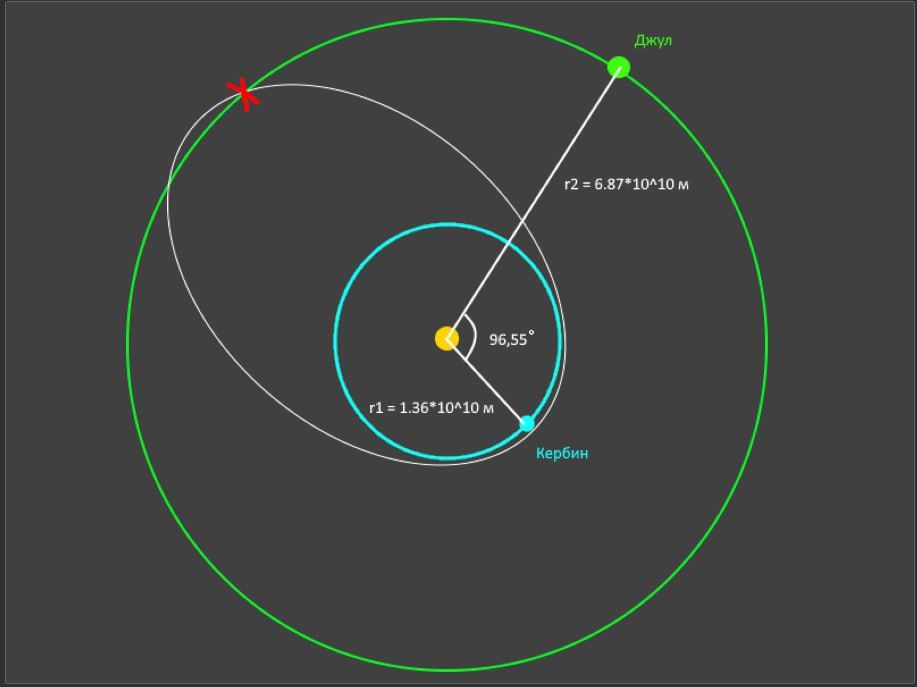 Джул
r2 = 6.87*10^10 м
96,55°
r1 = 1.36*10^10 м
Кербин